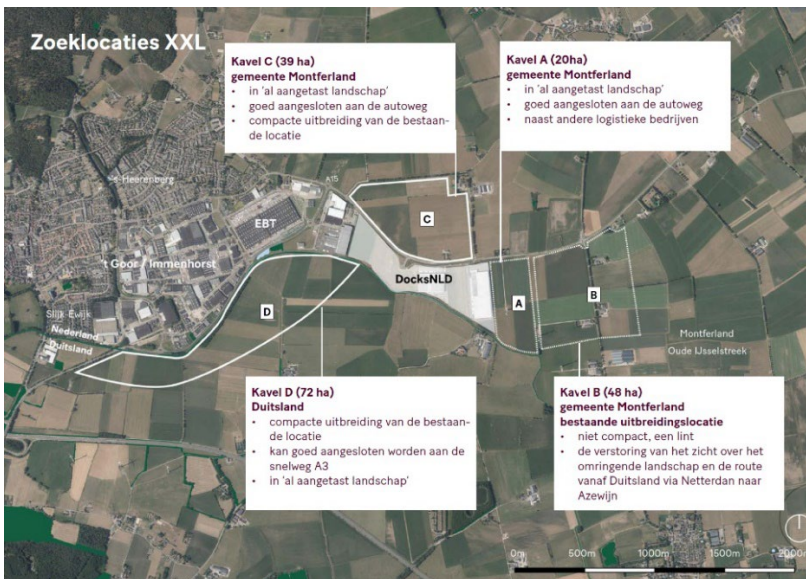 Zoeklocaties XXL
Kavel C (39 ha)
gemeente Montferland
• in 'al aangetast landschap'
• goed aangesloten aan de autoweg
• compacte uitbreiding van de bestaan-
de locatie
Kavel A (20ha)
gemeente Montferland
• in 'al aangetast landschap'
• goed aangesloten aan de autoweg
• naast andere logistieke bedrijven
's-Heerenberg
A15
EBT
C
't Goor / Immenhorst
DocksNLD
A
B
D
Slijk Ewijk
Nederland
Duitsland
Montferland
Oude IJsselstreek
Kavel D (72 ha)
Duitsland
• compacte uitbreiding van de bestaan-
de locatie
• kan goed aangesloten worden aan de
snelweg A3
• in 'al aangetast landschap'
Kavel B (48 ha)
gemeente Montferland
bestaande uitbreidingslocatie
• niet compact, een lint
• de verstoring van het zicht over het
omringende landschap en de route
vanaf Duitsland via Netterdan naar
Azewijn
0m 500m 1000m 1500m 2000m